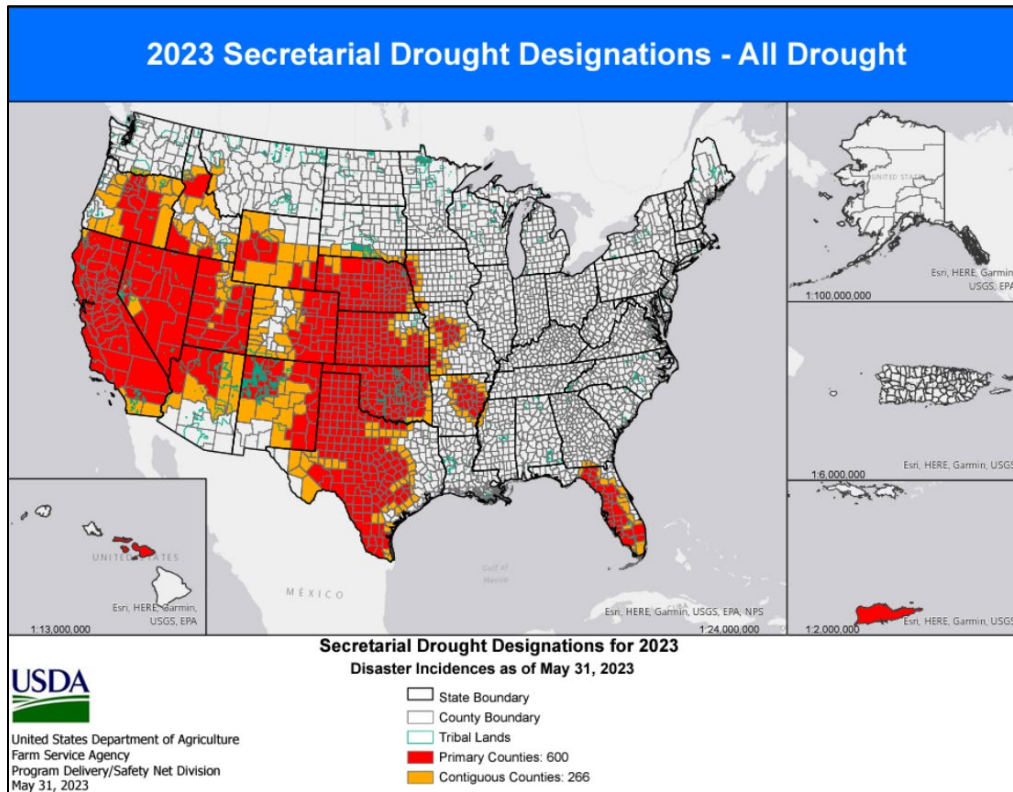 2023 Secretarial Drought Designations - All Drought
UNITED STATES
Esri, HERE, Garmin,
USGS, EPA
1:100,000,000
Esri, HERE, Garmin, USGS
1:6,000,000
UNITED STATES
Esri, HERE, Garmin,
USGS, EPA
1:13,000,000
MÉXICO
Gulf of
Mexico
CUBA
Esri, HERE, Garmin, USGS, EPA, NPS
1:24,000,000
Esri, HERE, Garmin, USGS
1:2,000,000
Secretarial Drought Designations for 2023
Disaster Incidences as of May 31, 2023
USDA
United States Department of Agriculture
Farm Service Agency
Program Delivery/Safety Net Division
May 31, 2023
State Boundary
County Boundary
Tribal Lands
Primary Counties: 600
Contiguous Counties: 266